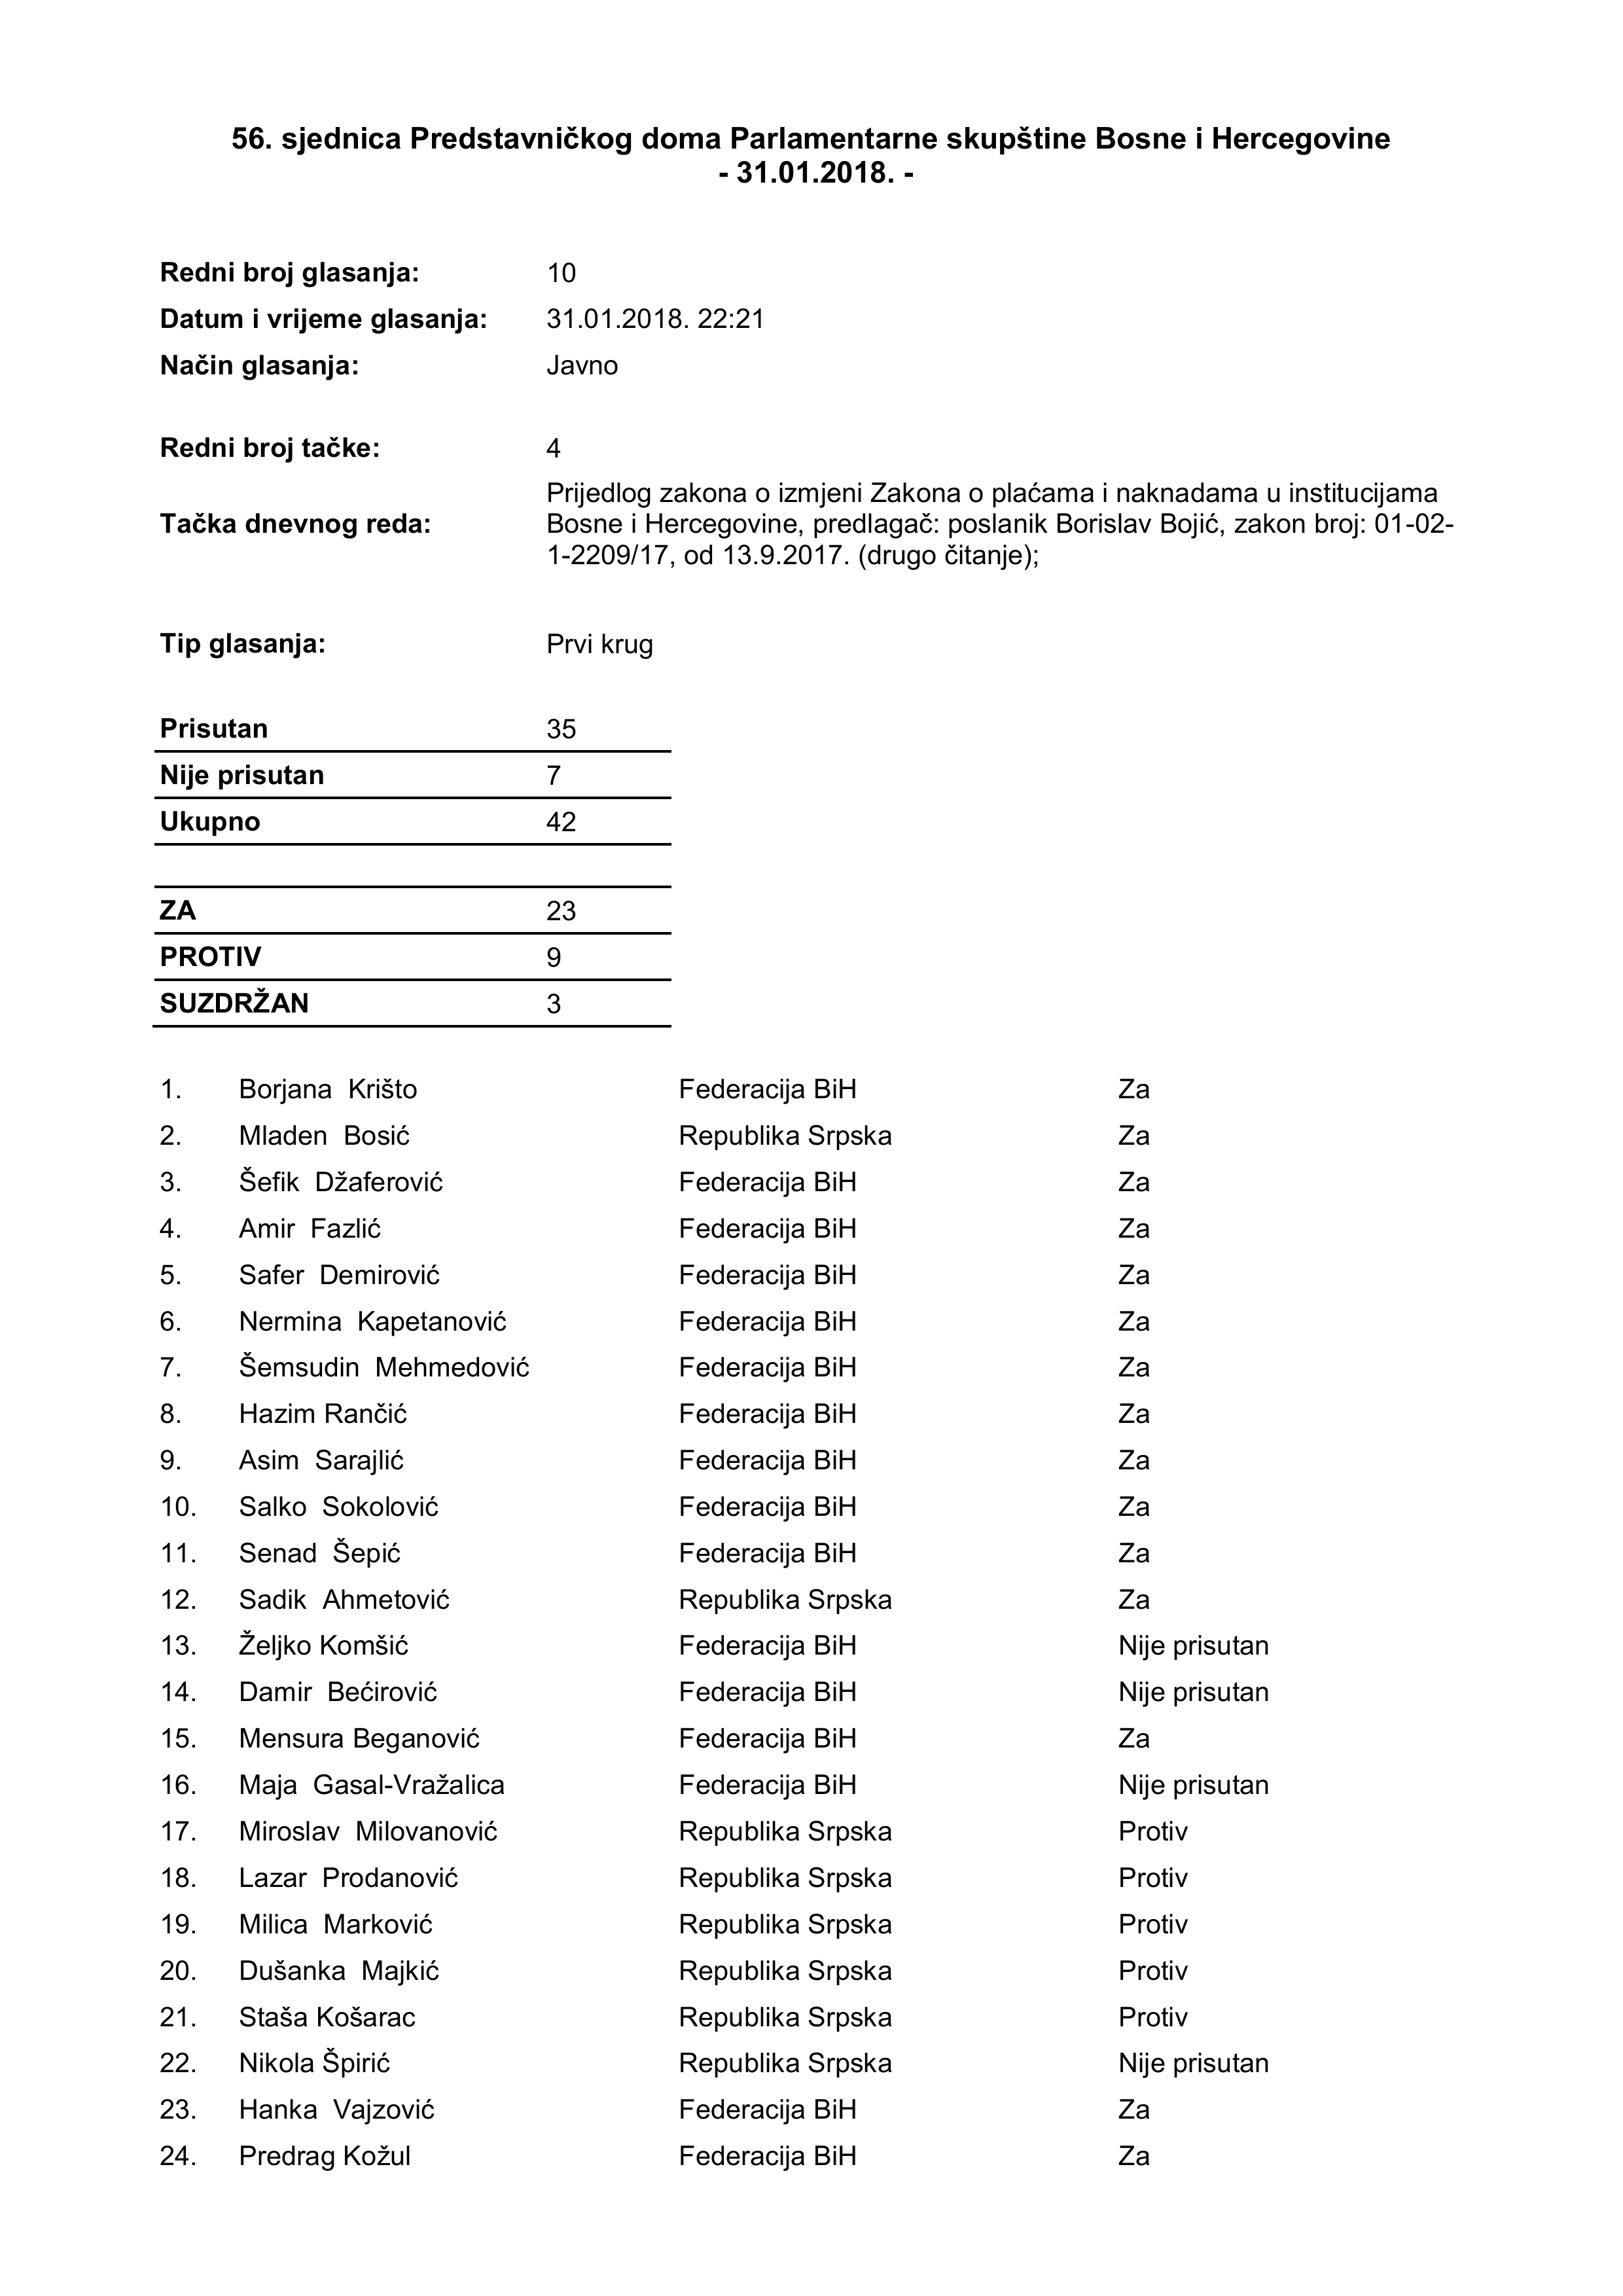 56. sjednica Predstavničkog doma Parlamentarne skupštine Bosne i Hercegovine
- 31.01.2018. -
Redni broj glasanja: 10
Datum i vrijeme glasanja: 31.01.2018. 22:21
Način glasanja: Javno
Redni broj tačke: 4
Tačka dnevnog reda: Prijedlog zakona o izmjeni Zakona o plaćama i naknadama u institucijama
Bosne i Hercegovine, predlagač: poslanik Borislav Bojić, zakon broj: 01-02-
1-2209/17, od 13.9.2017. (drugo čitanje);
Tip glasanja: Prvi krug
Prisutan 35
Nije prisutan 7
Ukupno 42
ZA 23
PROTIV 9
SUZDRŽAN 3
1. Borjana Krišto Federacija BiH Za
2. Mladen Bosić Republika Srpska Za
3. Šefik Džaferović Federacija BiH Za
4. Amir Fazlić Federacija BiH Za
5. Safer Demirović Federacija BiH Za
6. Nermina Kapetanović Federacija BiH Za
7. Šemsudin Mehmedović Federacija BiH Za
8. Hazim Rančić Federacija BiH Za
9. Asim Sarajlić Federacija BiH Za
10. Salko Sokolović Federacija BiH Za
11. Senad Šepić Federacija BiH Za
12. Sadik Ahmetović Republika Srpska Za
13. Željko Komšić Federacija BiH Nije prisutan
14. Damir Bećirović Federacija BiH Nije prisutan
15. Mensura Beganović Federacija BiH Za
16. Maja Gasal-Vražalica Federacija BiH Nije prisutan
17. Miroslav Milovanović Republika Srpska Protiv
18. Lazar Prodanović Republika Srpska Protiv
19. Milica Marković Republika Srpska Protiv
20. Dušanka Majkić Republika Srpska Protiv
21. Staša Košarac Republika Srpska Protiv
22. Nikola Špirić Republika Srpska Nije prisutan
23. Hanka Vajzović Federacija BiH Za
24. Predrag Kožul Federacija BiH Za